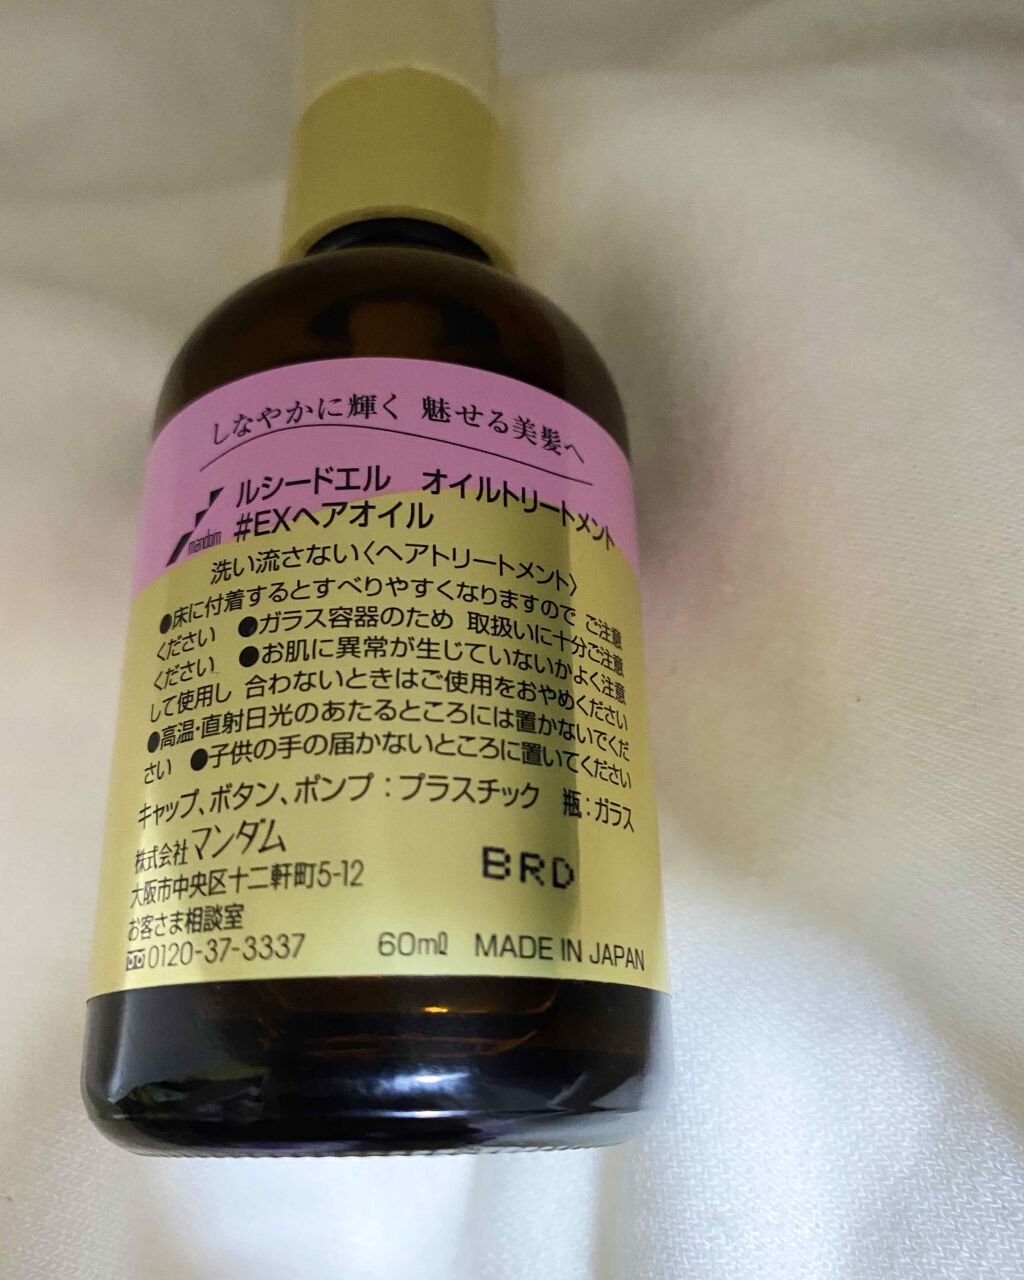 しなやかに輝く 魅せる美髪へ
mandom
ルシードエル オイルトリートメント
#EXヘアオイル
洗い流さない〈ヘアトリートメント〉
●床に付着するとすべりやすくなりますので ご注意
ください ●ガラス容器のため 取扱いに十分ご注意
ください ●お肌に異常が生じていないかよく注意
して使用し 合わないときはご使用をおやめください
●高温・直射日光のあたるところには置かないでくだ
さい ●子供の手の届かないところに置いてください
キャップ、ボタン、ポンプ:プラスチック 瓶:ガラス
株式会社 マンダム
大阪市中央区十二軒町5-12
BRD
お客さま相談室
0120-37-3337 60mℓ MADE IN JAPAN